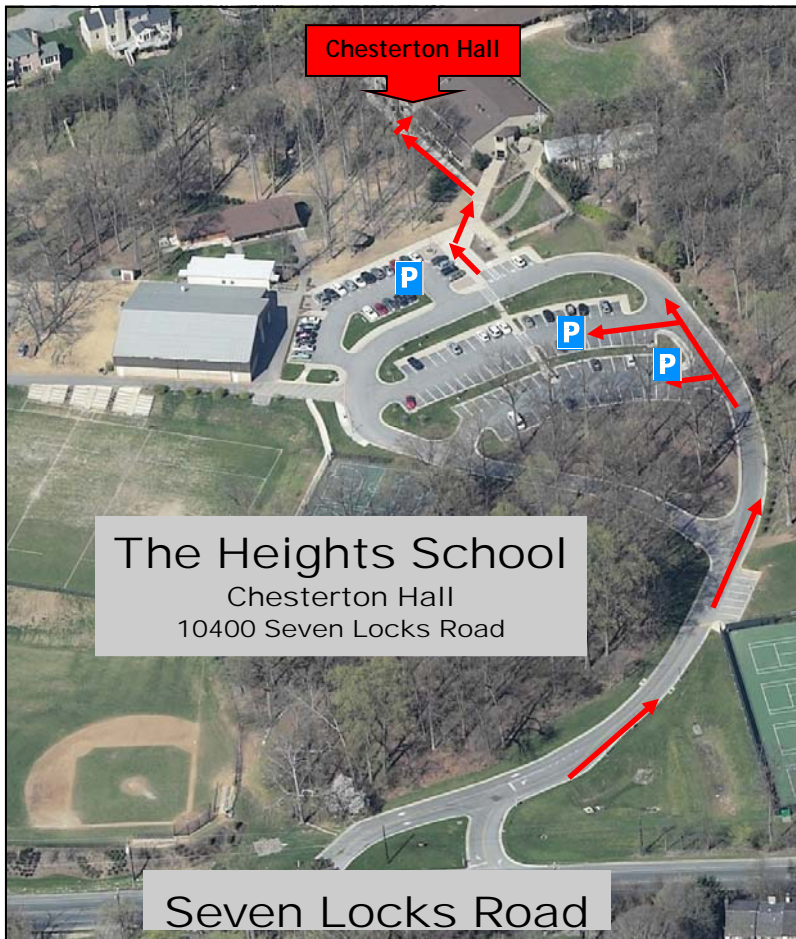 Chesterton Hall
P
P
P
The Heights School
Chesterton Hall
10400 Seven Locks Road
Seven Locks Road